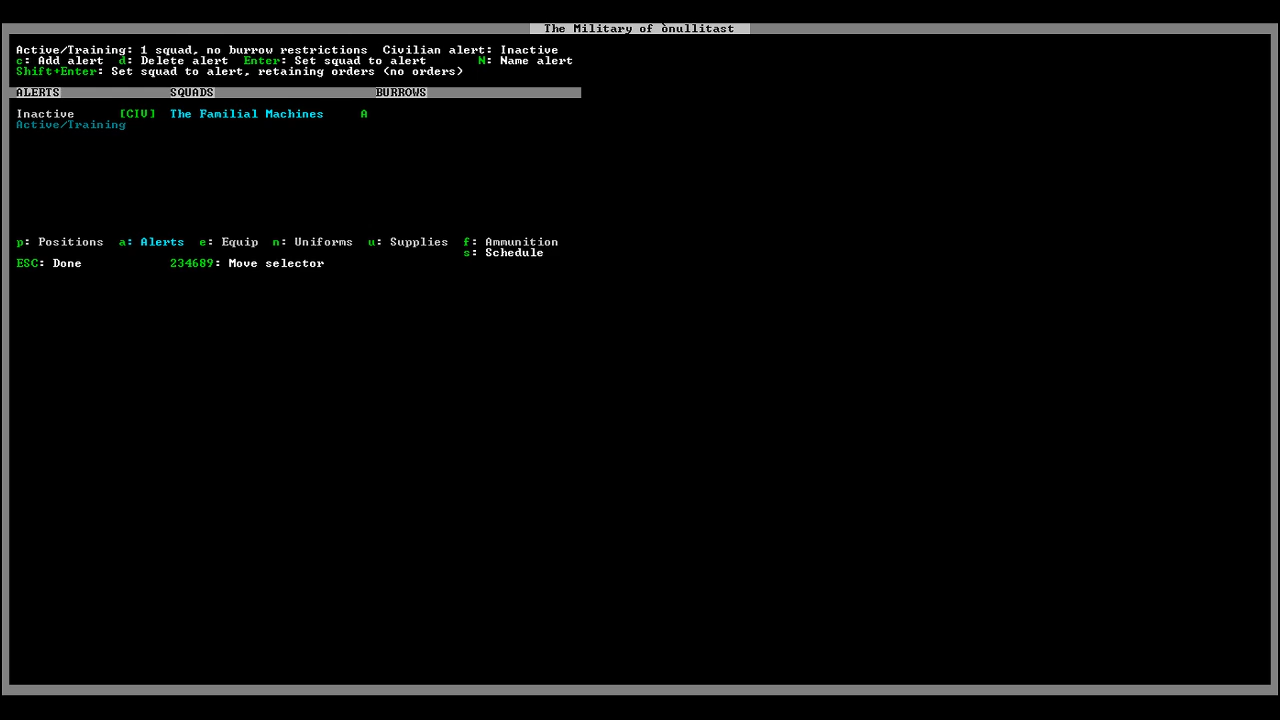 The Military of ònullitast
Active/Training: 1 squad, no burrow restrictions  Civilian alert: Inactive
c: Add alert  d: Delete alert  Enter: Set squad to alert  N: Name alert
Shift+Enter: Set squad to alert, retaining orders (no orders)
ALERTS  SQUADS  BURROWS
Inactive  [CIV]  The Familial Machines  A
Active/Training
p: Positions  a: Alerts  e: Equip  n: Uniforms  u: Supplies  f: Ammunition
s: Schedule
ESC: Done  234689: Move selector